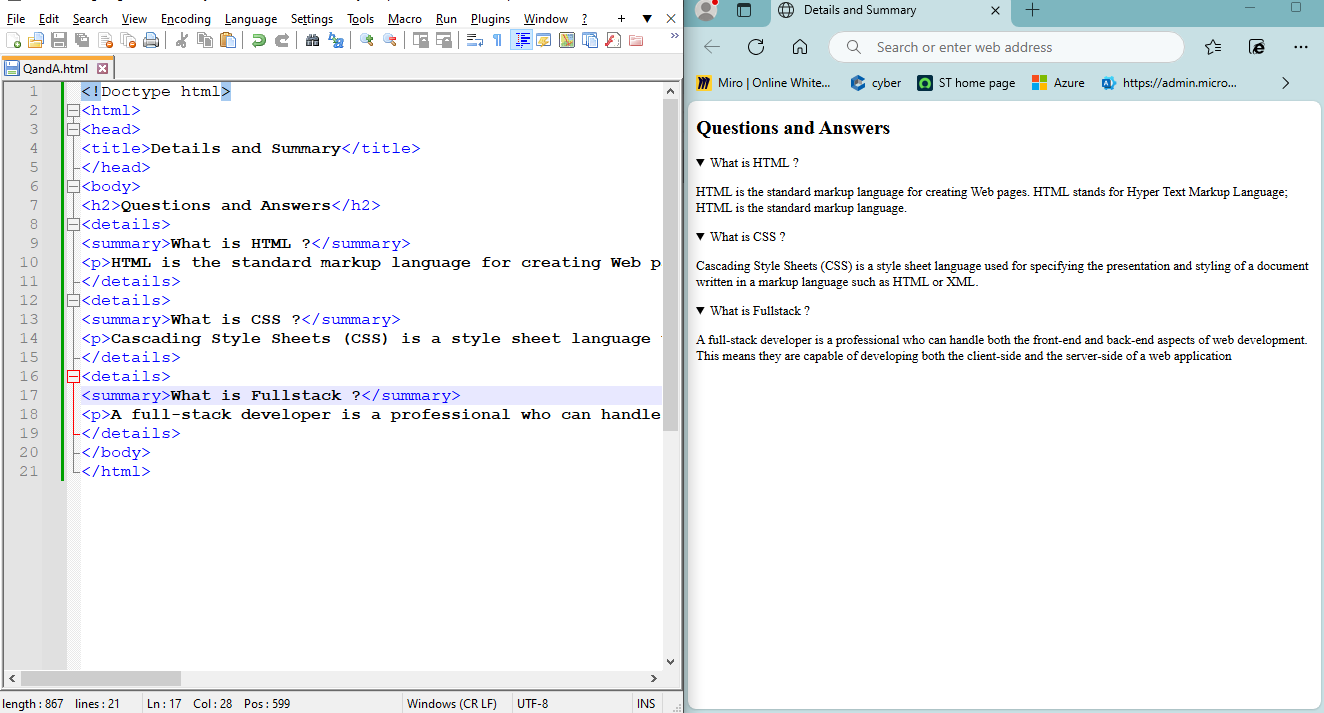 File Edit Search View Encoding Language Settings Tools Macro Run Plugins Window ?
QandA.html
1 <!Doctype html>
2 <html>
3 <head>
4 <title>Details and Summary</title>
5 </head>
6 <body>
7 <h2>Questions and Answers</h2>
8 <details>
9 <summary>What is HTML ?</summary>
10 <p>HTML is the standard markup language for creating Web p
11 </details>
12 <details>
13 <summary>What is CSS ?</summary>
14 <p>Cascading Style Sheets (CSS) is a style sheet language
15 </details>
16 <details>
17 <summary>What is Fullstack ?</summary>
18 <p>A full-stack developer is a professional who can handle
19 </details>
20 </body>
21 </html>
length : 867 lines : 21 Ln : 17 Col : 28 Pos : 599 Windows (CR LF) UTF-8 INS
Details and Summary
Search or enter web address
Miro | Online White... cyber ST home page Azure https://admin.micro...
Questions and Answers
▼ What is HTML ?
HTML is the standard markup language for creating Web pages. HTML stands for Hyper Text Markup Language;
HTML is the standard markup language.
▼ What is CSS ?
Cascading Style Sheets (CSS) is a style sheet language used for specifying the presentation and styling of a document
written in a markup language such as HTML or XML.
▼ What is Fullstack ?
A full-stack developer is a professional who can handle both the front-end and back-end aspects of web development.
This means they are capable of developing both the client-side and the server-side of a web application